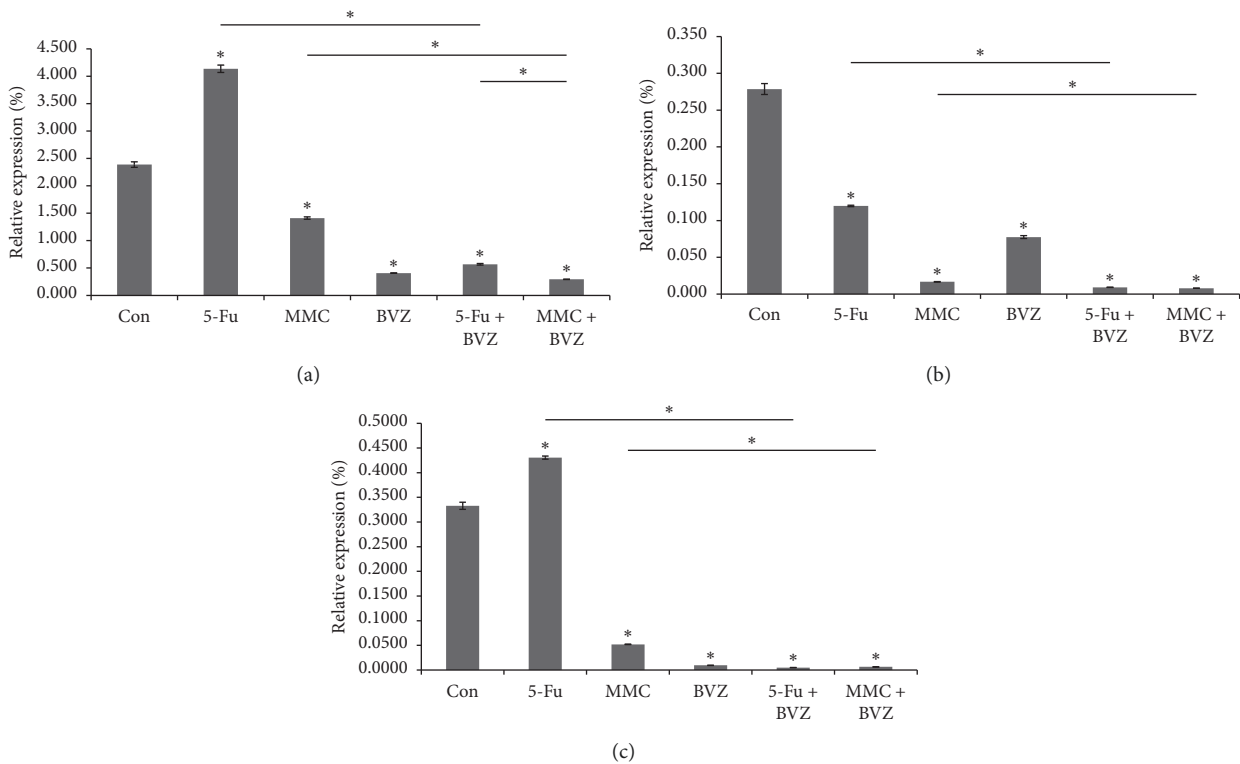 *
*
*
*
*
*
*
*
4.500
4.000
3.500
3.000
2.500
2.000
1.500
1.000
0.500
0.000
Relative expression (%)
Con
5-Fu
MMC
BVZ
5-Fu +
BVZ
MMC +
BVZ
(a)
*
*
*
*
*
*
*
0.350
0.300
0.250
0.200
0.150
0.100
0.050
0.000
Relative expression (%)
Con
5-Fu
MMC
BVZ
5-Fu +
BVZ
MMC +
BVZ
(b)
*
*
*
*
*
*
*
0.5000
0.4500
0.4000
0.3500
0.3000
0.2500
0.2000
0.1500
0.1000
0.0500
0.0000
Relative expression (%)
Con
5-Fu
MMC
BVZ
5-Fu +
BVZ
MMC +
BVZ
(c)